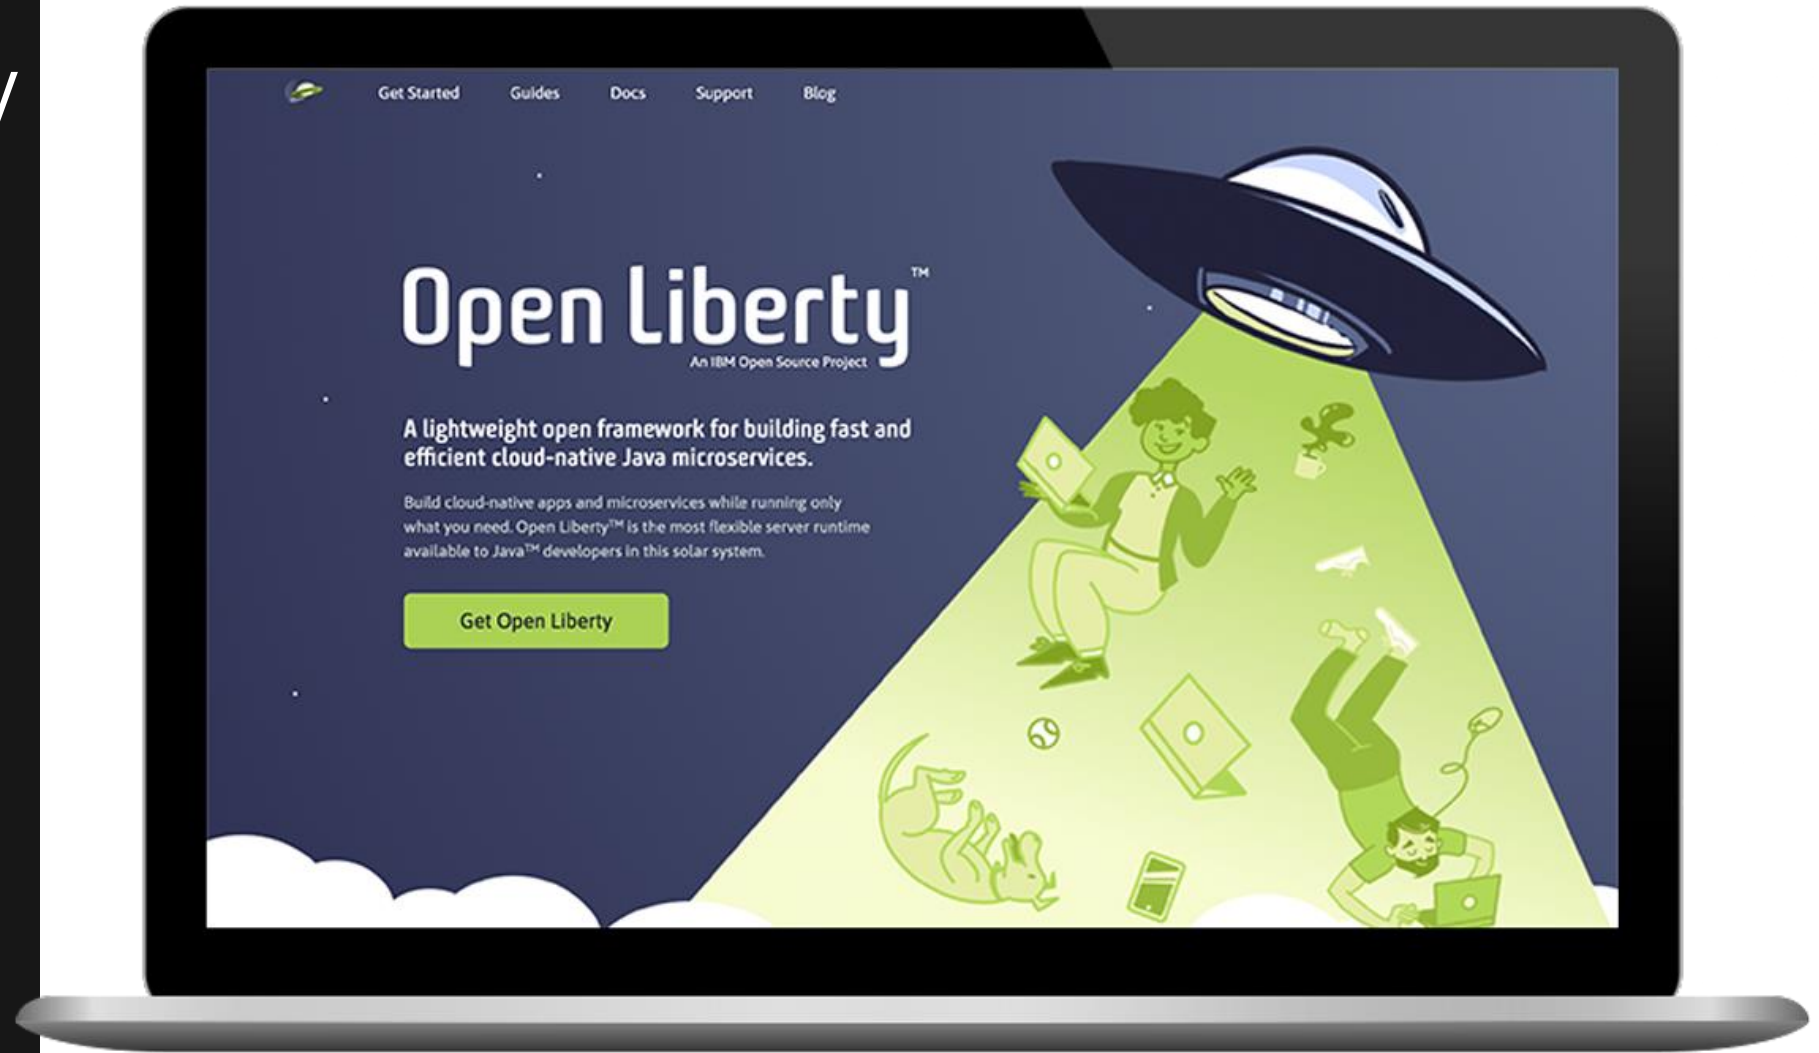 y
Get Started Guides Docs Support Blog
Open Liberty™
An IBM Open Source Project
A lightweight open framework for building fast and
efficient cloud-native Java microservices.
Build cloud-native apps and microservices while running only
what you need. Open Liberty™ is the most flexible server runtime
available to Java™ developers in this solar system.
Get Open Liberty